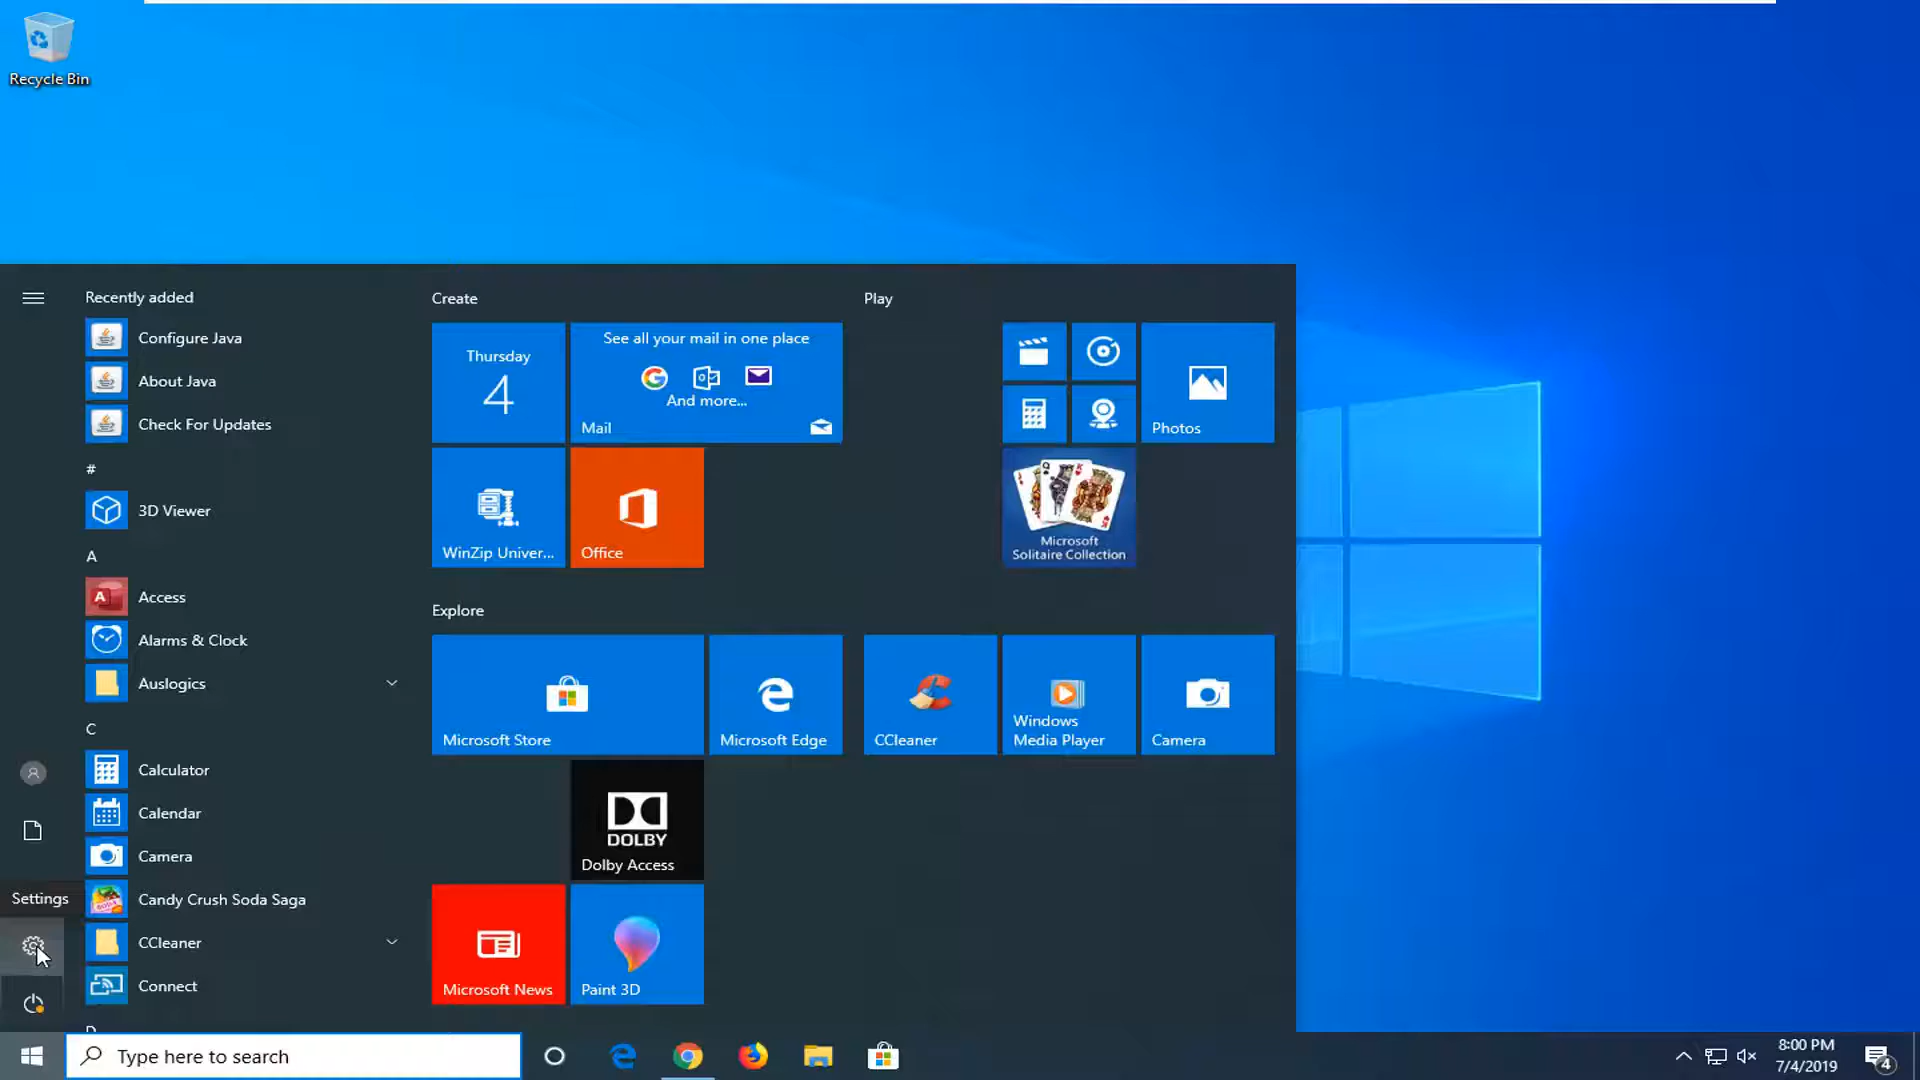 Recycle Bin
Recently added
Configure Java
About Java
Check For Updates
#
3D Viewer
A
Access
Alarms & Clock
Auslogics
C
Calculator
Calendar
Camera
Candy Crush Soda Saga
CCleaner
Connect
D
Settings
Create
Thursday
4
See all your mail in one place
And more...
Mail
WinZip Univer...
Office
Explore
Microsoft Store
Microsoft Edge
DOLBY
Dolby Access
Microsoft News
Paint 3D
Play
Photos
Microsoft
Solitaire Collection
CCleaner
Windows
Media Player
Camera
Type here to search
8:00 PM
7/4/2019
4